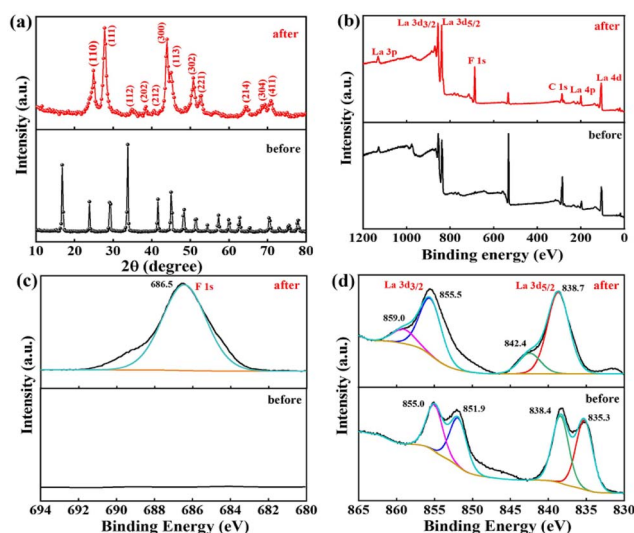 (a)
after
(110)
(111)
(112)
(202)
(212)
(300)
(113)
(302)
(221)
(214)
(304)
(411)
before
Intensity (a.u.)
10 20 30 40 50 60 70 80
2θ (degree)
(b)
after
La 3d3/2
La 3d5/2
La 3p
F 1s
C 1s
La 4p
La 4d
before
Intensity (a.u.)
1200 1000 800 600 400 200 0
Binding energy (eV)
(c)
after
686.5
F 1s
before
Intensity (a.u.)
694 692 690 688 686 684 682 680
Binding Energy (eV)
(d)
La 3d3/2
La 3d5/2
after
859.0
855.5
842.4
838.7
before
855.0
851.9
838.4
835.3
Intensity (a.u.)
865 860 855 850 845 840 835 830
Binding Energy (eV)